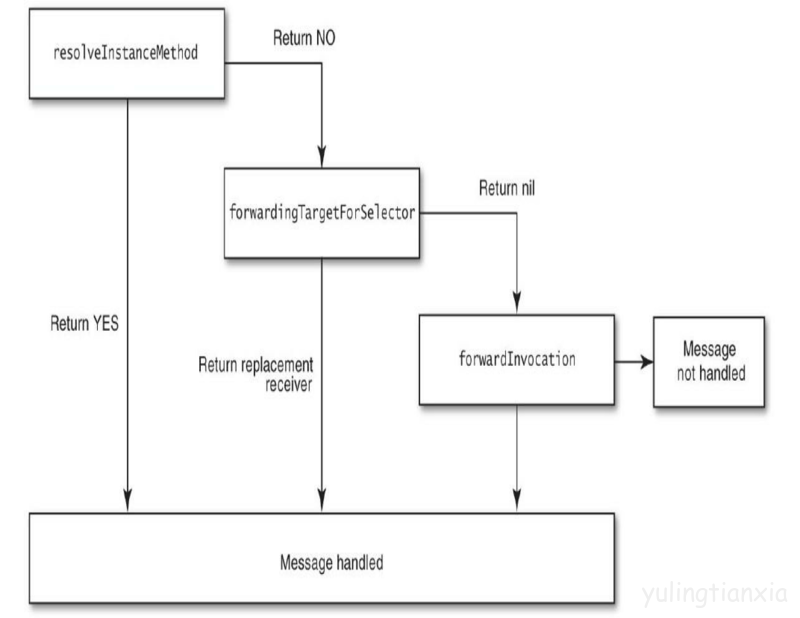 resolveInstanceMethod
Return NO
forwardingTargetForSelector
Return nil
Return YES
Return replacement
receiver
forwardInvocation
Message
not handled
Message handled
yulingtianxia